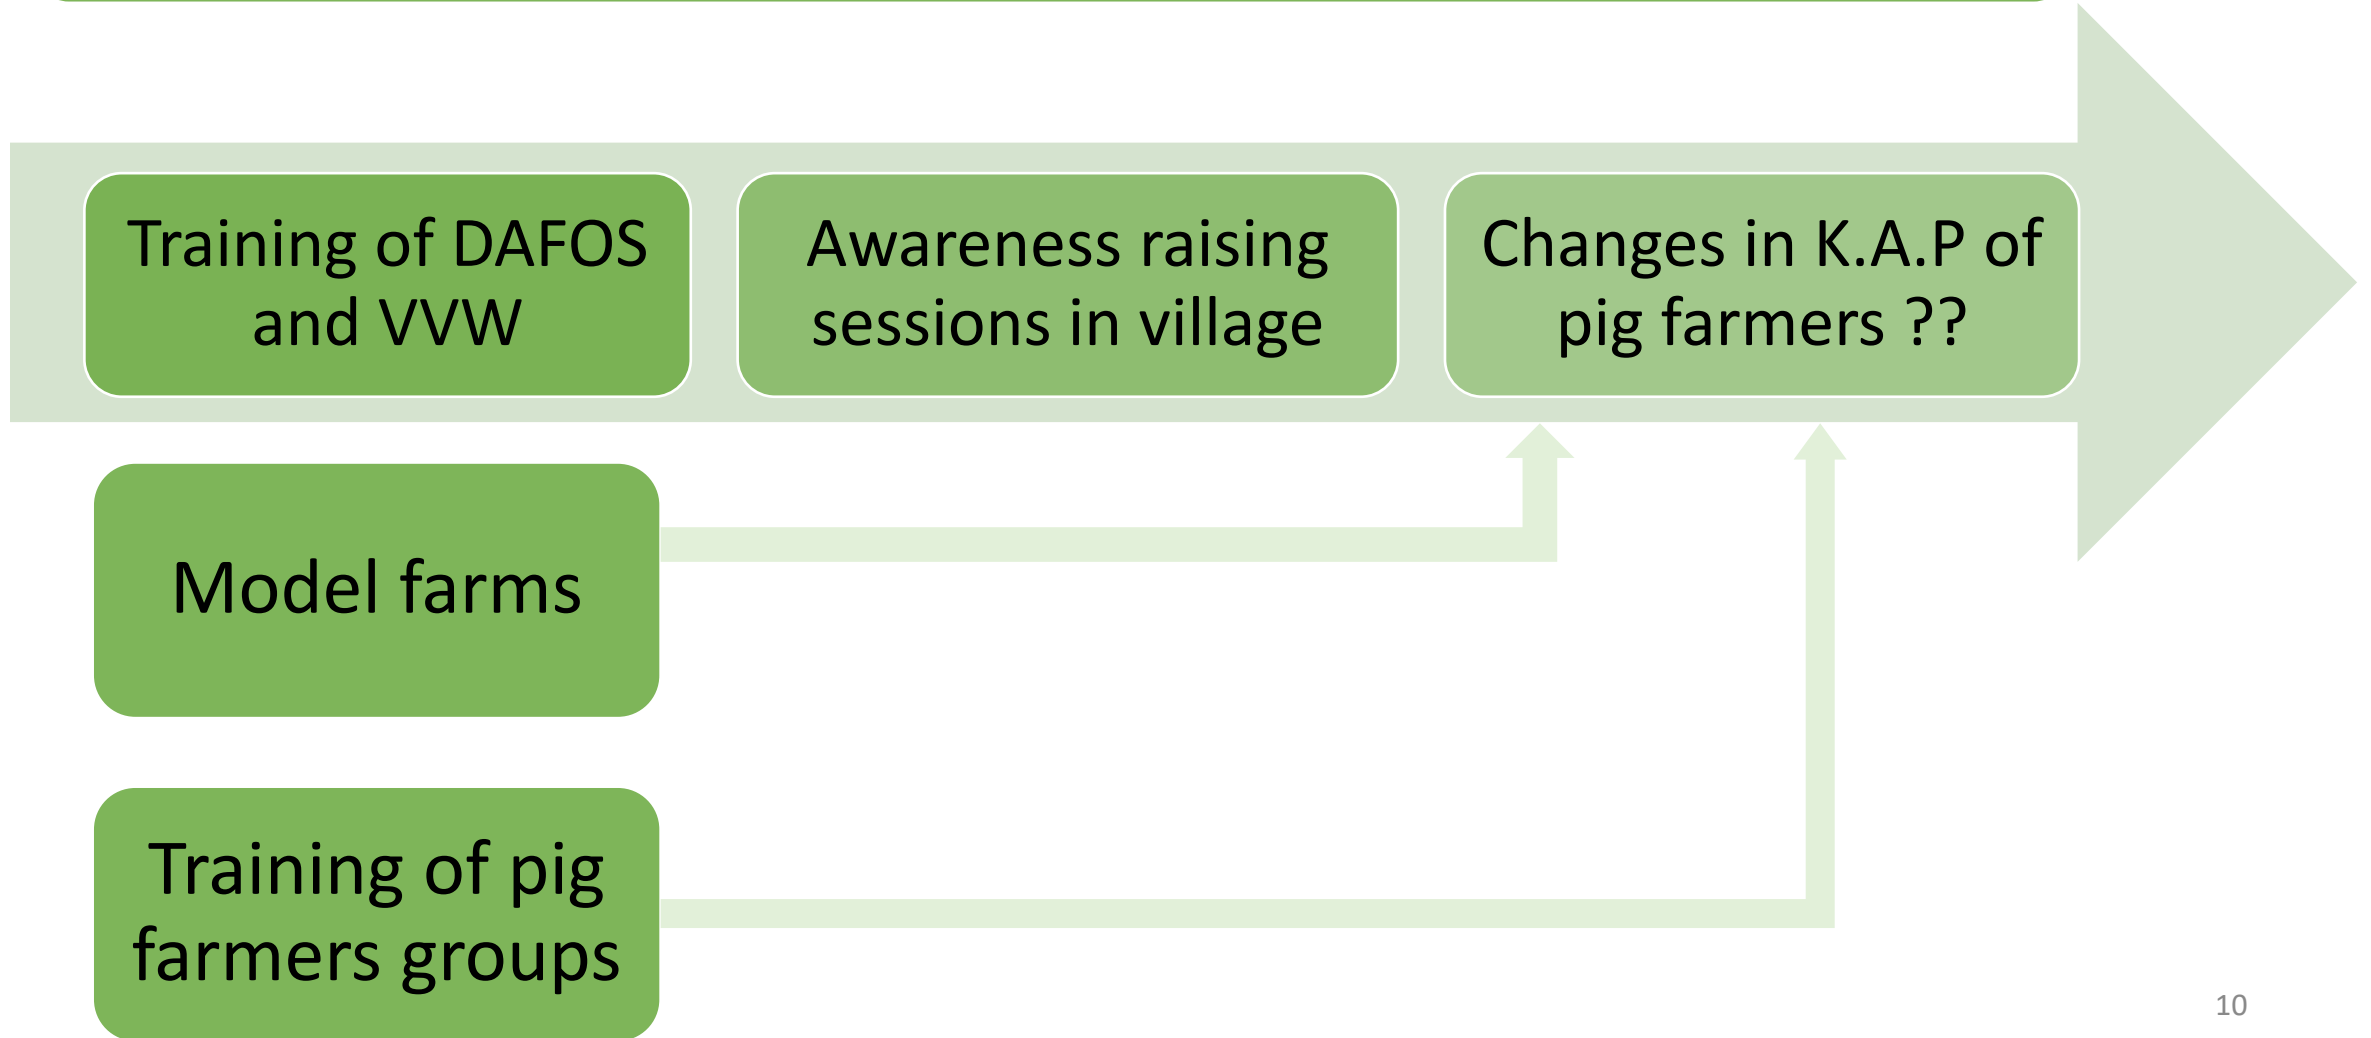 Training of DAFOS
and VVW
Awareness raising
sessions in village
Changes in K.A.P of
pig farmers ??
Model farms
Training of pig
farmers groups
10